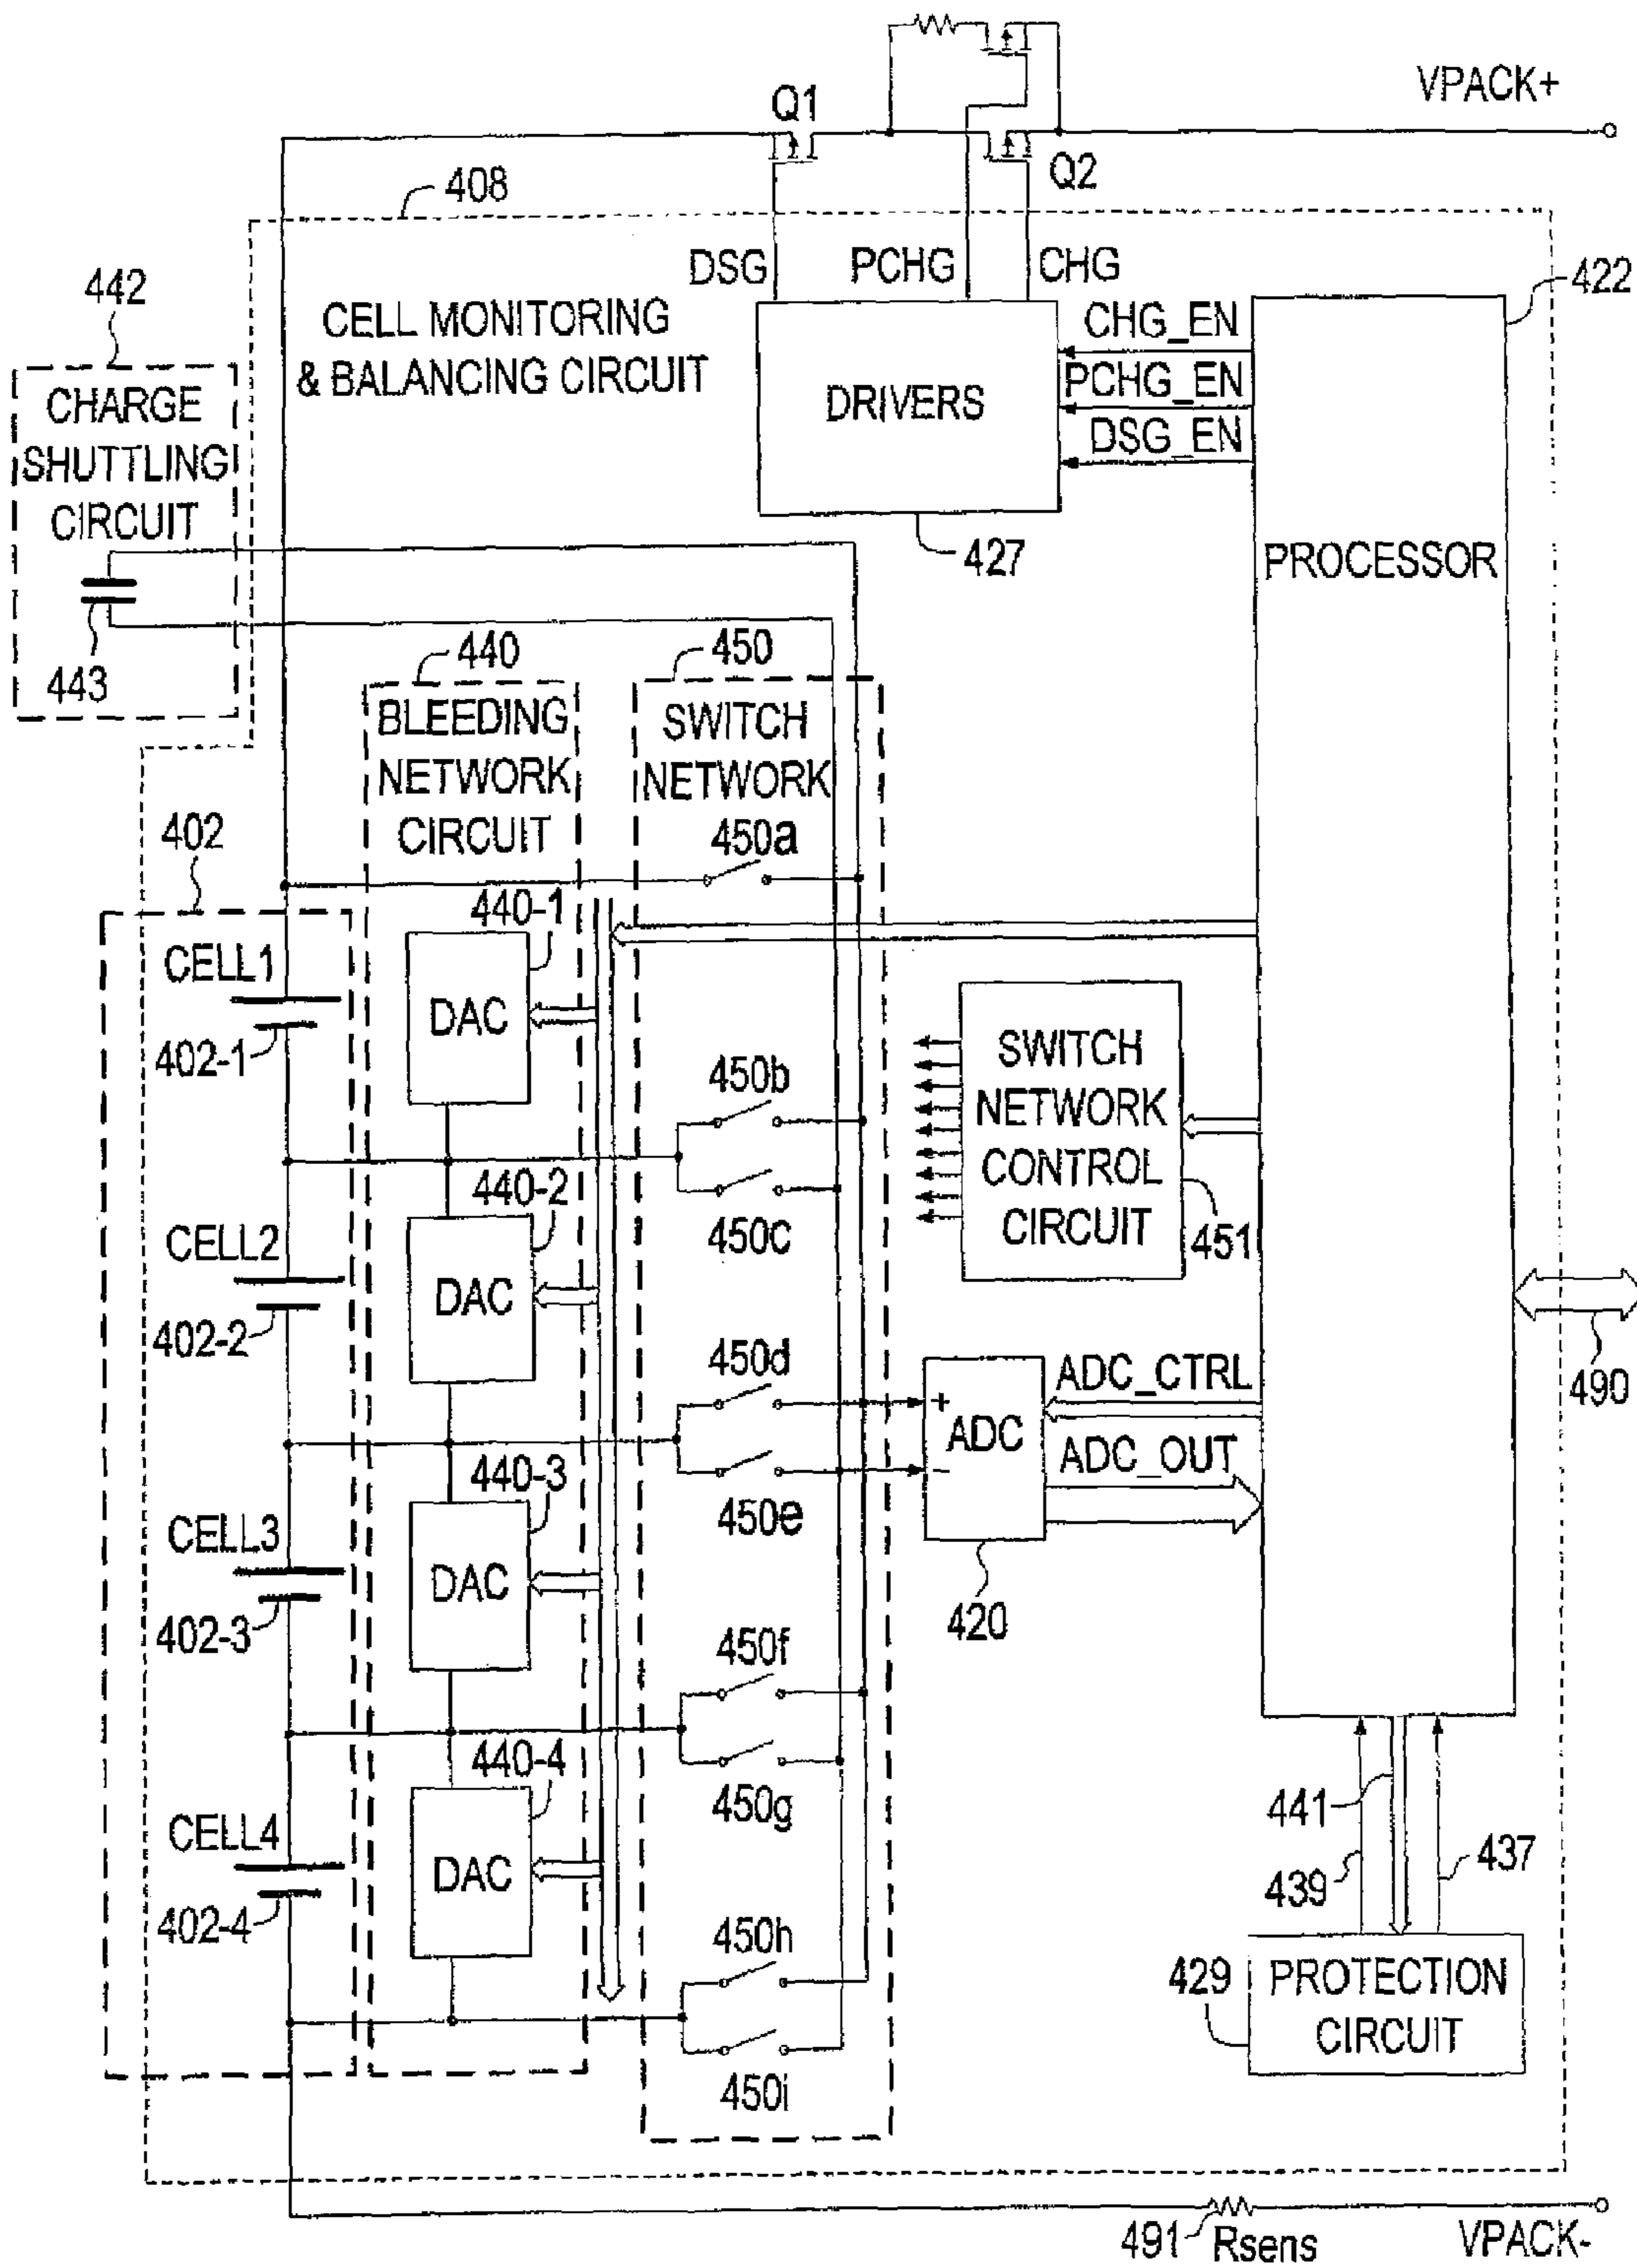 VPACK+
Q1
Q2
408
DSG
PCHG
CHG
442
422
CELL MONITORING
& BALANCING CIRCUIT
CHG_EN
PCHG_EN
DSG_EN
DRIVERS
CHARGE
SHUTTLING
CIRCUIT
427
PROCESSOR
443
440
450
BLEEDING
NETWORK
CIRCUIT
SWITCH
NETWORK
450a
402
440-1
CELL1
DAC
402-1
SWITCH
NETWORK
CONTROL
CIRCUIT
451
450b
440-2
450c
CELL2
DAC
402-2
490
450d
ADC_CTRL
+
ADC
-
ADC_OUT
440-3
450e
CELL3
DAC
402-3
420
450f
440-4
450g
441
CELL4
DAC
402-4
439
437
450h
429
PROTECTION
CIRCUIT
450i
491
Rsens
VPACK-